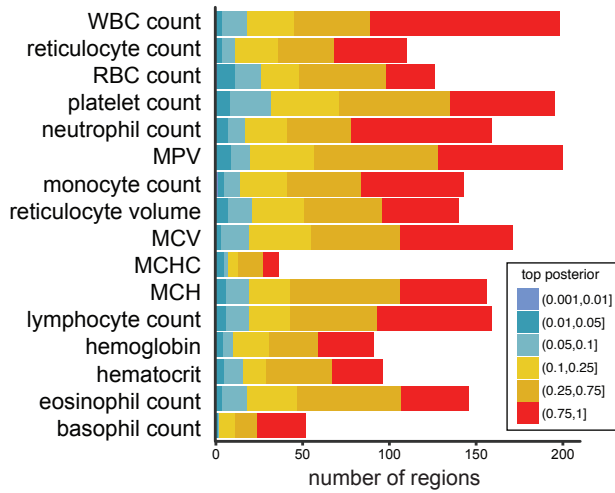 WBC count
reticulocyte count
RBC count
platelet count
neutrophil count
MPV
monocyte count
reticulocyte volume
MCV
MCHC
MCH
lymphocyte count
hemoglobin
hematocrit
eosinophil count
basophil count
top posterior
(0.001,0.01]
(0.01,0.05]
(0.05,0.1]
(0.1,0.25]
(0.25,0.75]
(0.75,1]
0 50 100 150 200
number of regions